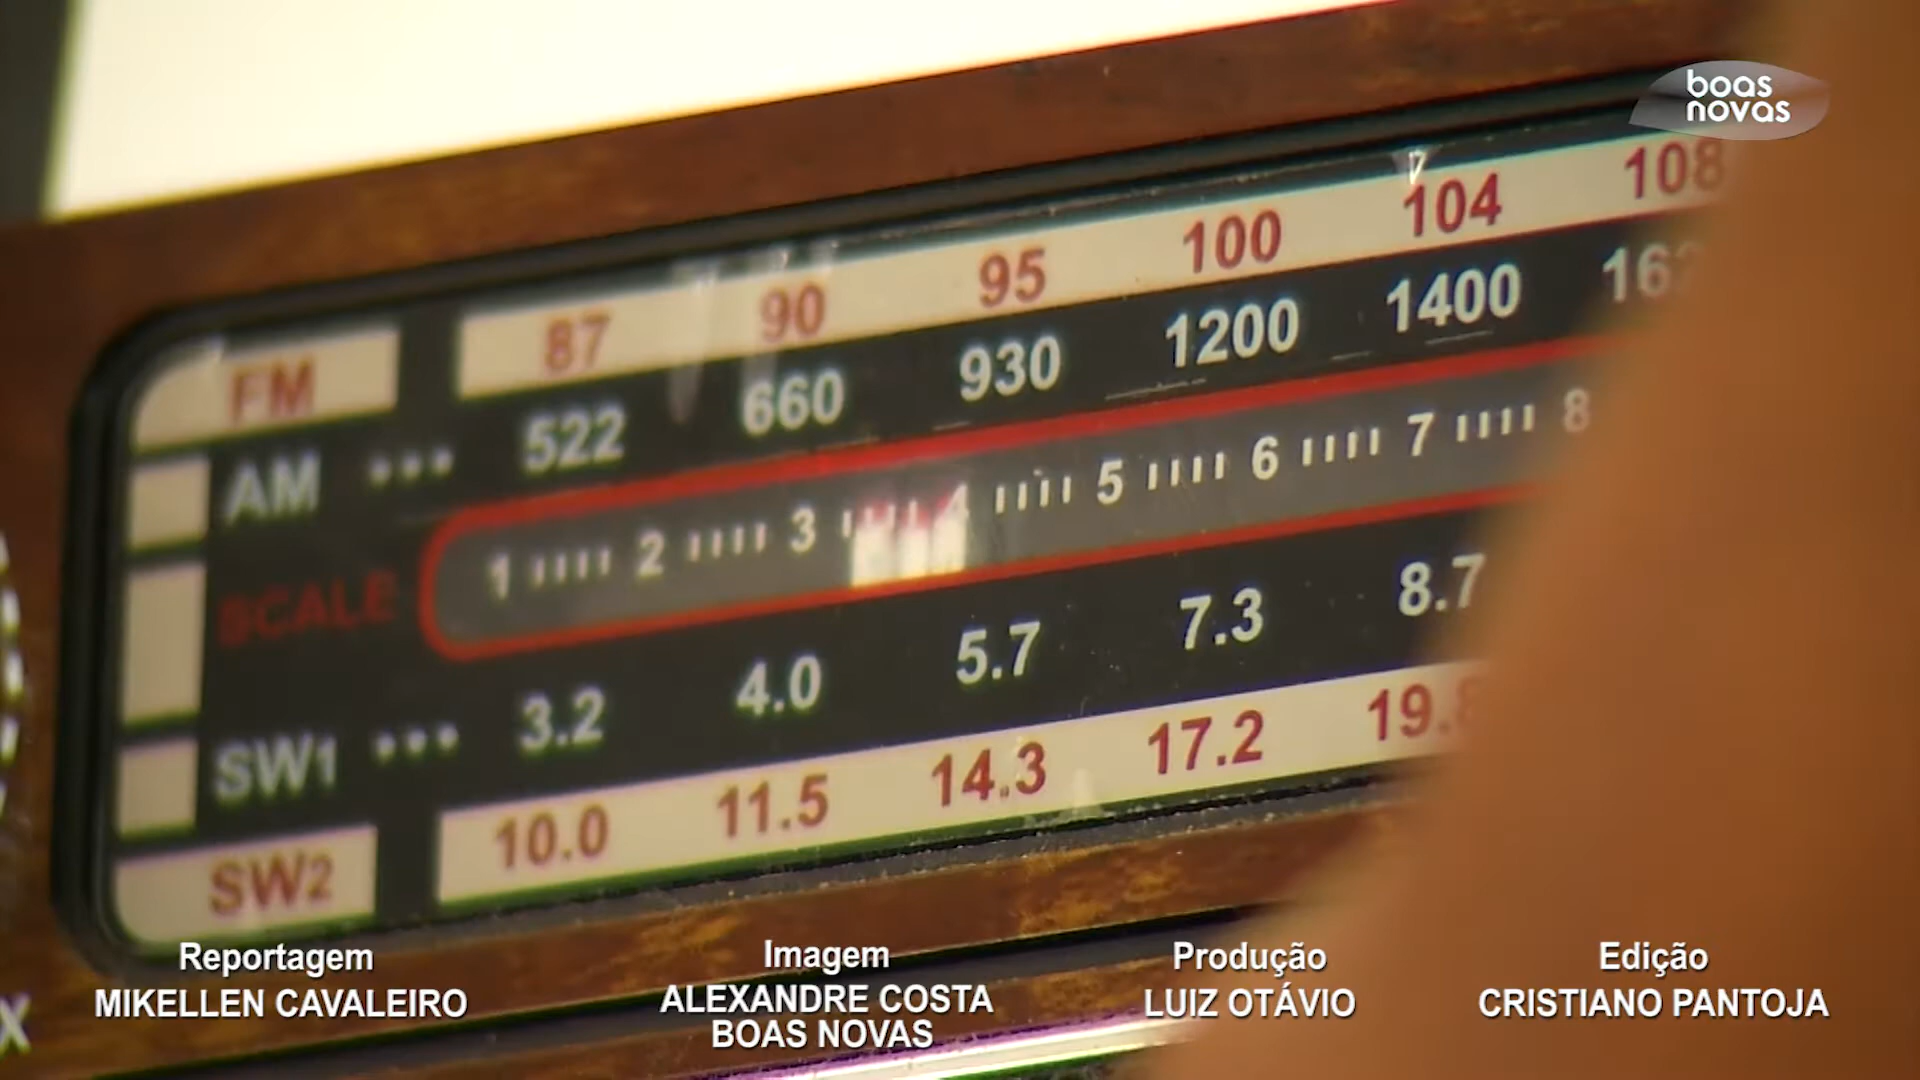 boas
novas
FM 87 90 95 100 104 108
AM 522 660 930 1200 1400
SCALE 1 2 3 4 5 6 7 8
SW1 3.2 4.0 5.7 7.3 8.7
SW2 10.0 11.5 14.3 17.2 19.8
X
Reportagem
MIKELLEN CAVALEIRO
Imagem
ALEXANDRE COSTA
BOAS NOVAS
Produção
LUIZ OTÁVIO
Edição
CRISTIANO PANTOJA